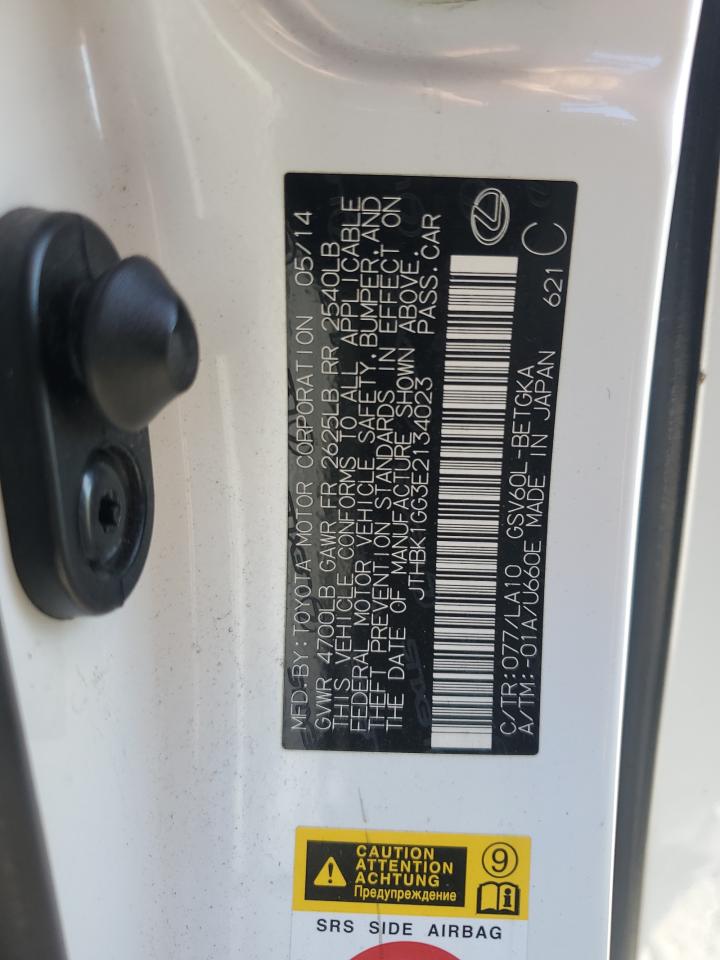 MFD.BY:TOYOTA MOTOR CORPORATION 05/14
GVWR 4700LB GAWR FR 2625LB RR 2540LB
THIS VEHICLE CONFORMS TO ALL APPLICABLE
FEDERAL MOTOR VEHICLE SAFETY,BUMPER,AND
THEFT PREVENTION STANDARDS IN EFFECT ON
THE DATE OF MANUFACTURE SHOWN ABOVE.
JTHBK1GG3E2134023 PASS.CAR
C/TR:077/LA10 GSV60L-BETGKA
A/TM:-01A/U660E MADE IN JAPAN 621
C
CAUTION
ATTENTION
ACHTUNG
Предупреждение
9
SRS SIDE AIRBAG